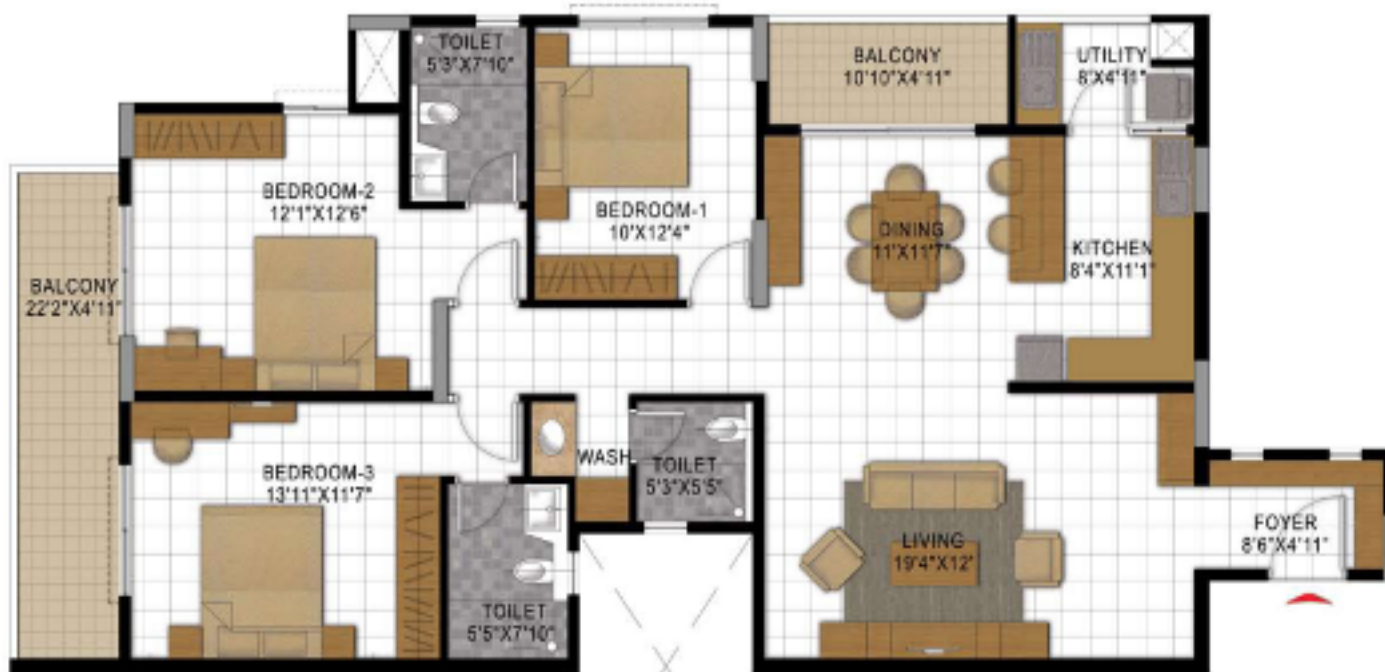 TOILET
5'3"X7'10"
BALCONY
10'10"X4'11"
UTILITY
8'X4'11"
BEDROOM-2
12'1"X12'6"
BEDROOM-1
10'X12'4"
DINING
11'X11'7"
KITCHEN
8'4"X11'1"
BALCONY
22'2"X4'11"
BEDROOM-3
13'11"X11'7"
WASH
TOILET
5'3"X5'5"
LIVING
19'4"X12'
FOYER
8'6"X4'11"
TOILET
5'5"X7'10"